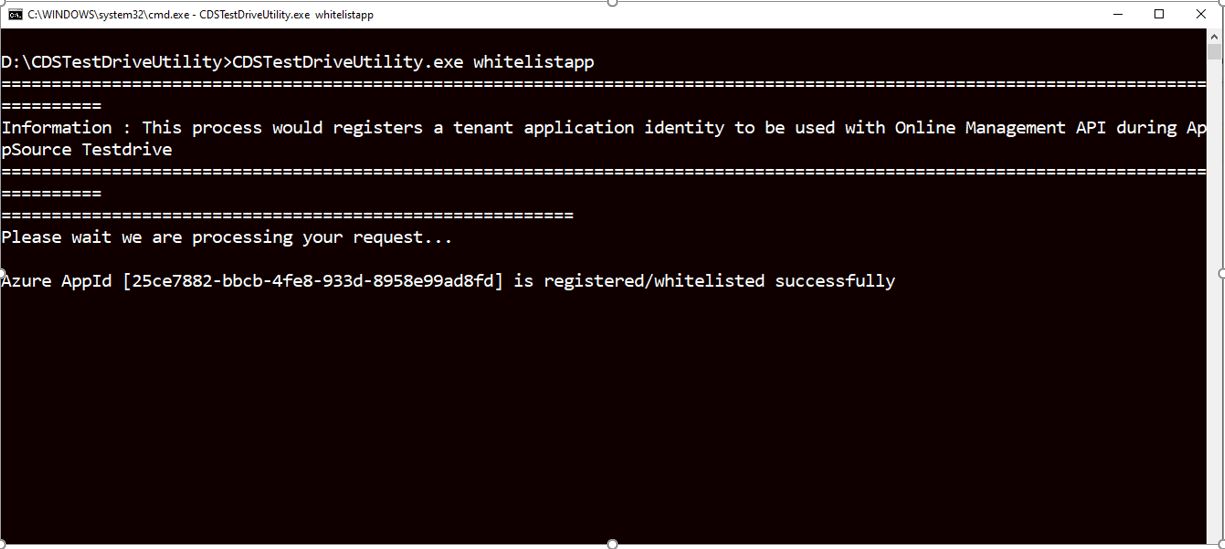 C:\WINDOWS\system32\cmd.exe - CDSTestDriveUtility.exe  whitelistapp
D:\CDSTestDriveUtility>CDSTestDriveUtility.exe whitelistapp
========================================================================================================================
==========
Information : This process would registers a tenant application identity to be used with Online Management API during Ap
pSource Testdrive
========================================================================================================================
==========
=========================================================
Please wait we are processing your request...
Azure AppId [25ce7882-bbcb-4fe8-933d-8958e99ad8fd] is registered/whitelisted successfully